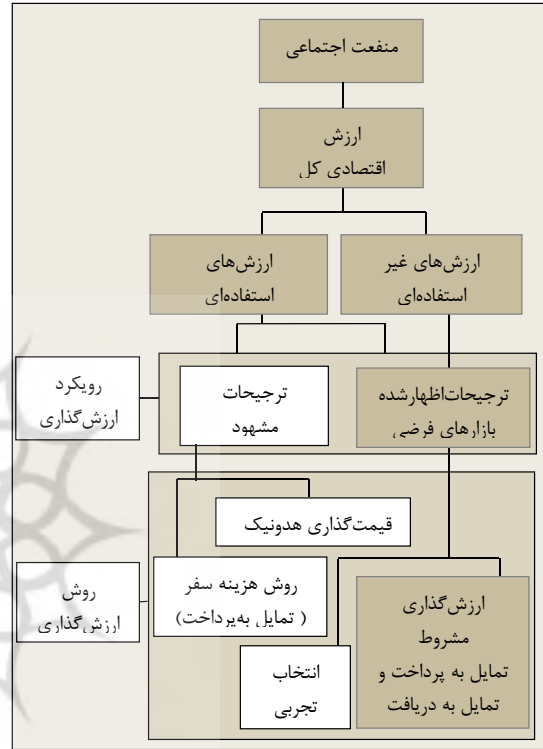 منفعت اجتماعی
ارزش
اقتصادی کل
ارزش‌های غیر
استفاده‌ای
ارزش‌های
استفاده‌ای
رویکرد
ارزش‌گذاری
ترجیحات‌اظهارشده
بازارهای فرضی
ترجیحات
مشهود
روش
ارزش‌گذاری
قیمت‌گذاری هدونیک
روش هزینه سفر
( تمایل به‌پرداخت)
ارزش‌گذاری
مشروط
تمایل به پرداخت و
تمایل به دریافت
انتخاب
تجربی